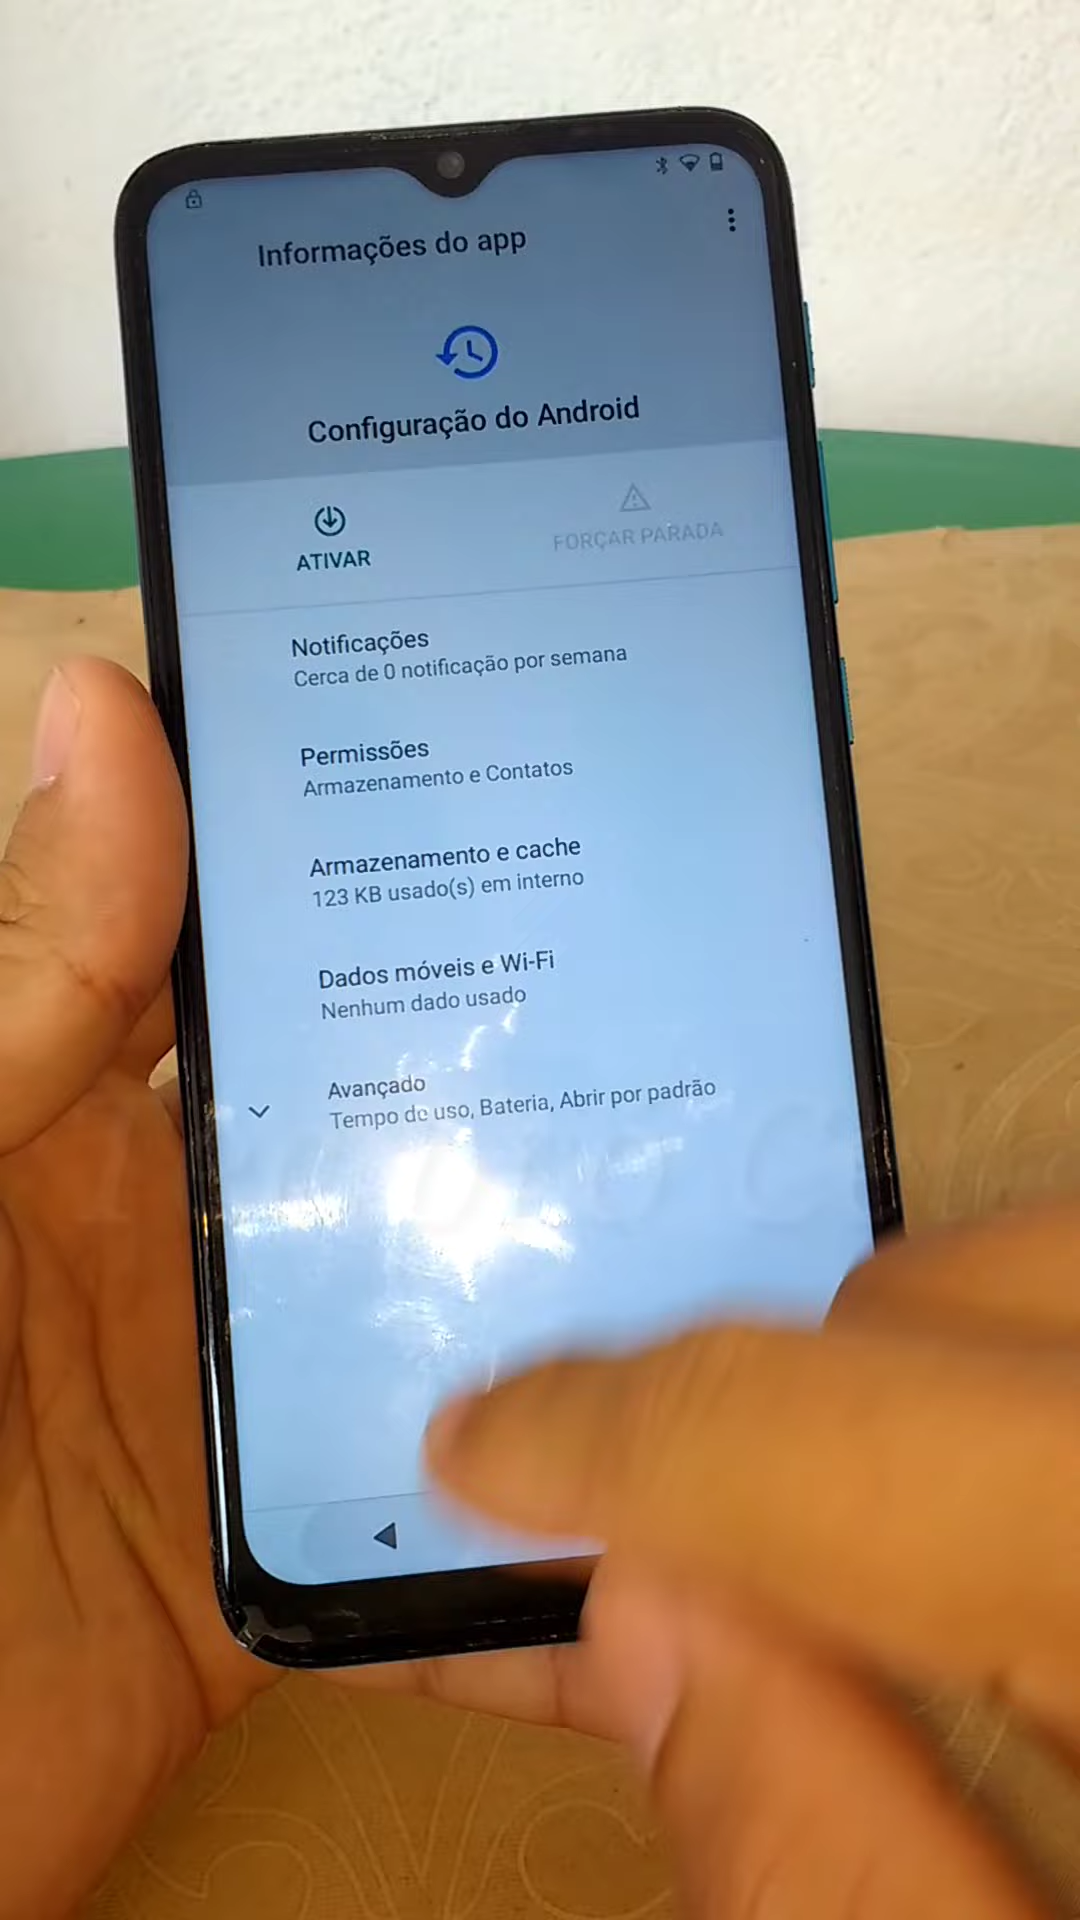 Informações do app
Configuração do Android
ATIVAR
FORÇAR PARADA
Notificações
Cerca de 0 notificação por semana
Permissões
Armazenamento e Contatos
Armazenamento e cache
123 KB usado(s) em interno
Dados móveis e Wi-Fi
Nenhum dado usado
Avançado
Tempo de uso, Bateria, Abrir por padrão